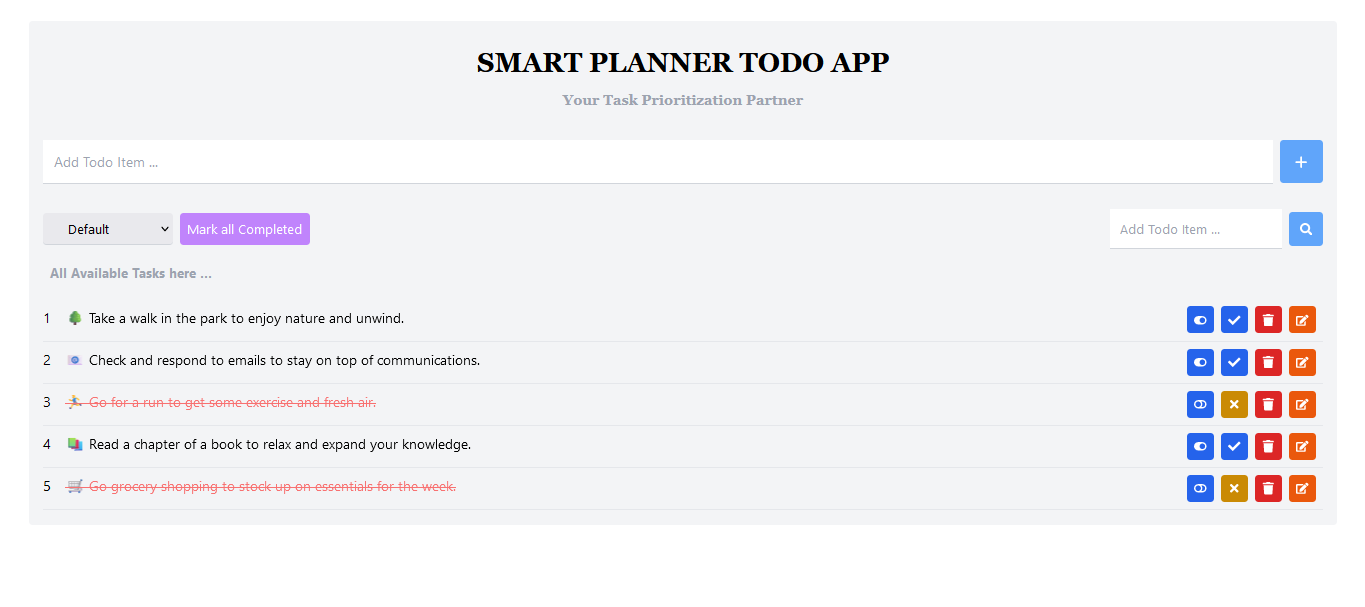 SMART PLANNER TODO APP
Your Task Prioritization Partner
Add Todo Item ...
Default Mark all Completed Add Todo Item ...
All Available Tasks here ...
1 🌳 Take a walk in the park to enjoy nature and unwind.
2 📧 Check and respond to emails to stay on top of communications.
3 🏃‍♂️ Go for a run to get some exercise and fresh air.
4 📚 Read a chapter of a book to relax and expand your knowledge.
5 🛒 Go grocery shopping to stock up on essentials for the week.